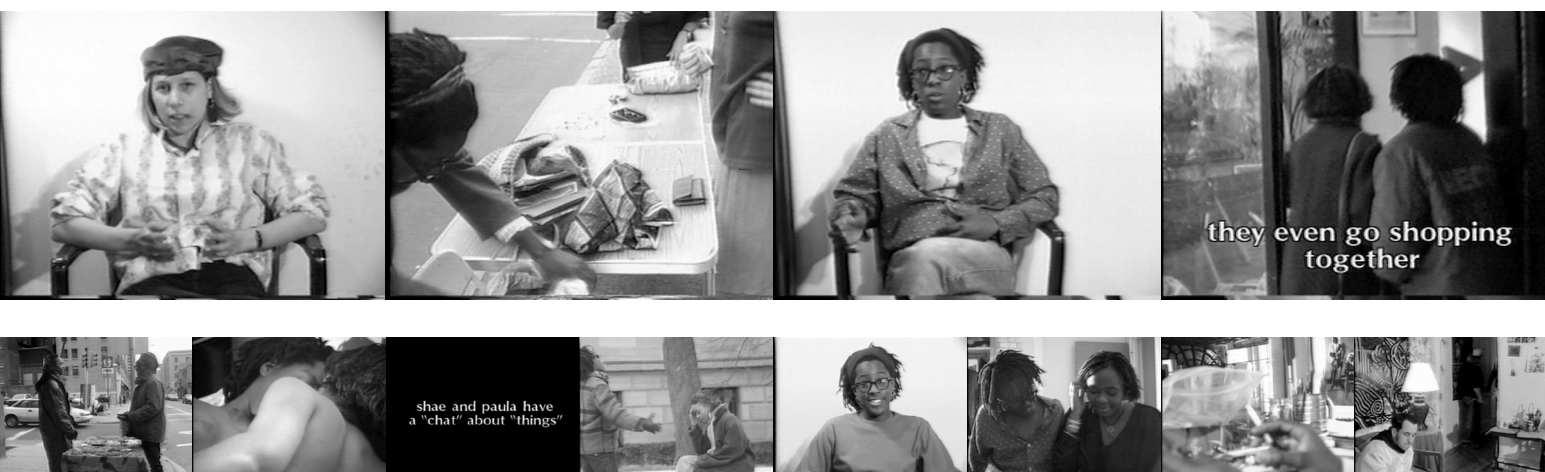 they even go shopping
together
shae and paula have
a “chat” about “things”